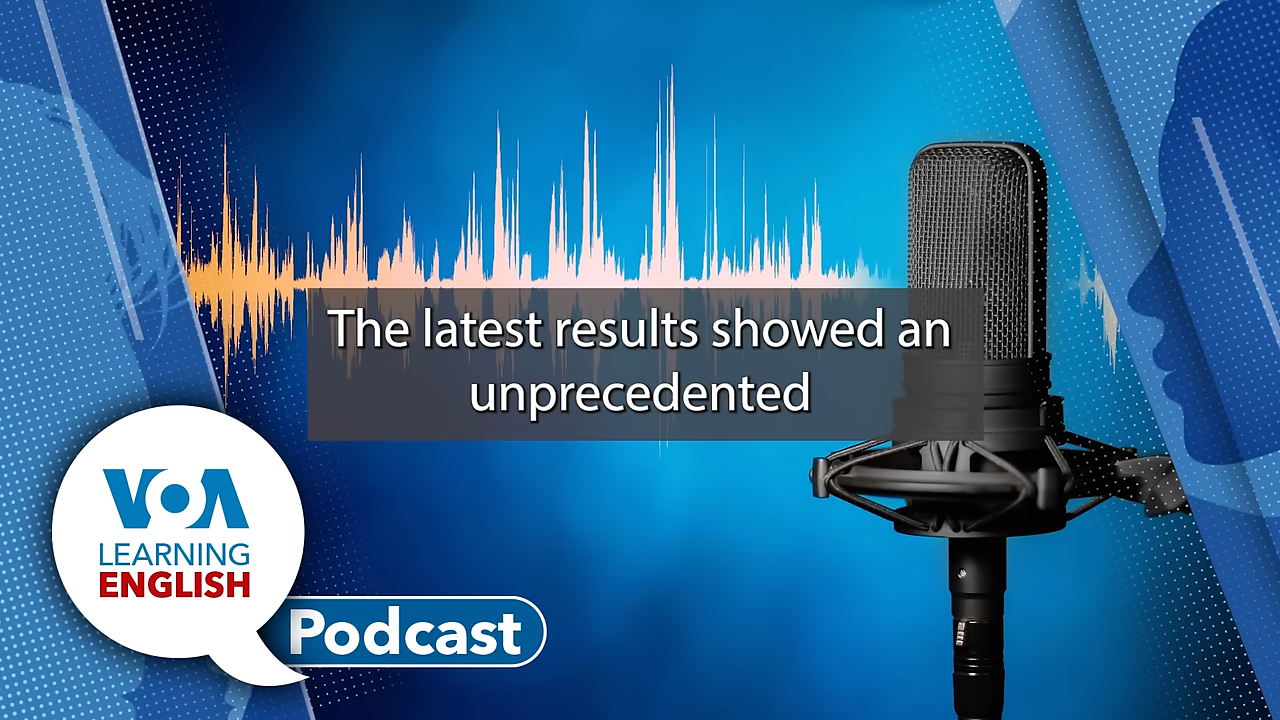 The latest results showed an
unprecedented
VOA
LEARNING
ENGLISH
Podcast